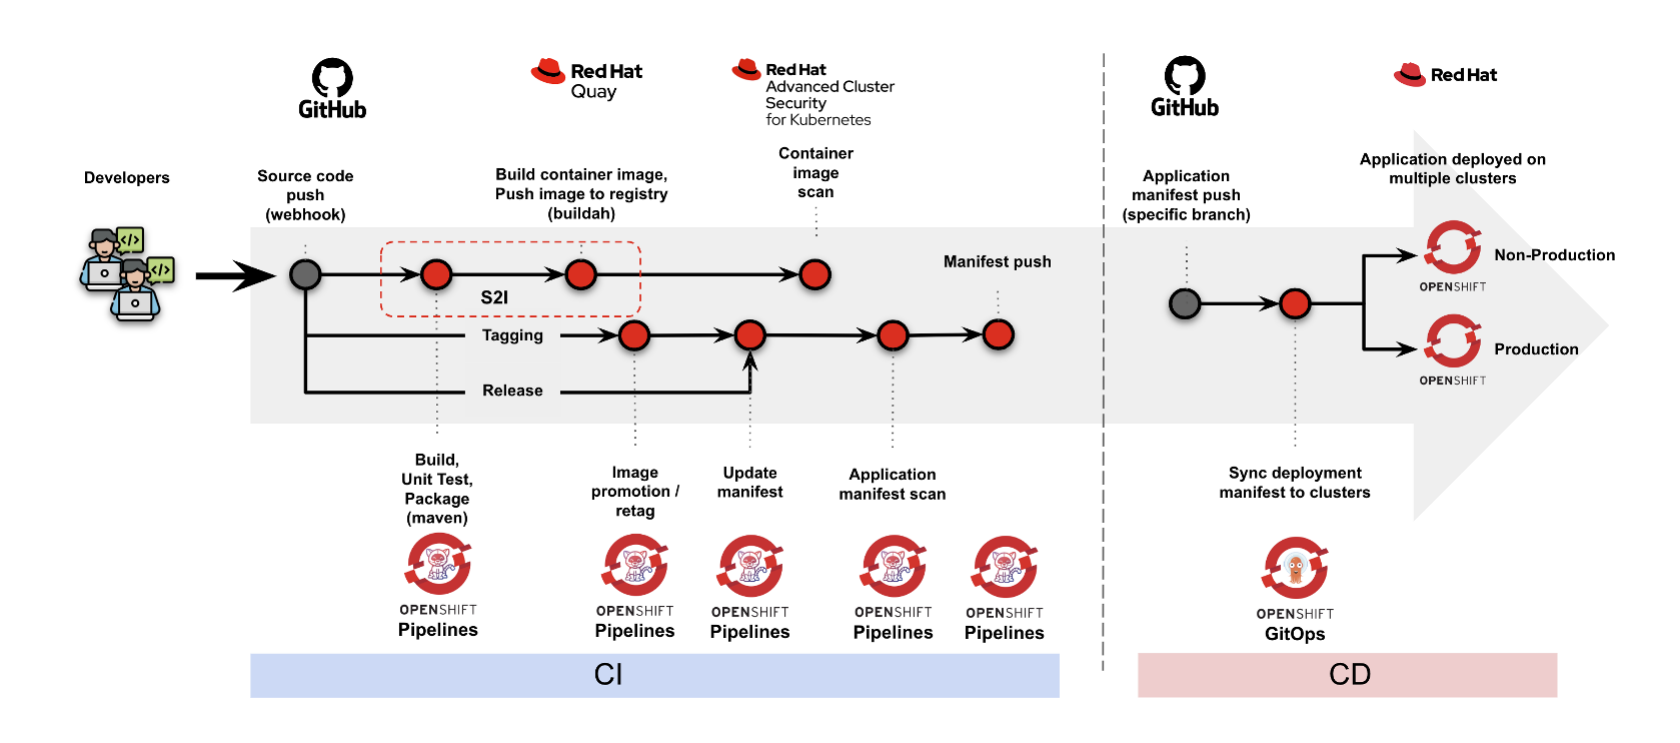 GitHub
Red Hat
Quay
Red Hat
Advanced Cluster
Security
for Kubernetes
GitHub
Red Hat
Developers
Source code
push
(webhook)
Build container image,
Push image to registry
(buildah)
Container
image
scan
Application
manifest push
(specific branch)
Application deployed on
multiple clusters
</>
</>
S2I
Manifest push
Non-Production
OPENSHIFT
Tagging
Production
OPENSHIFT
Release
Build,
Unit Test,
Package
(maven)
Image
promotion /
retag
Update
manifest
Application
manifest scan
Sync deployment
manifest to clusters
OPENSHIFT
Pipelines
OPENSHIFT
Pipelines
OPENSHIFT
Pipelines
OPENSHIFT
Pipelines
OPENSHIFT
Pipelines
OPENSHIFT
GitOps
CI
CD